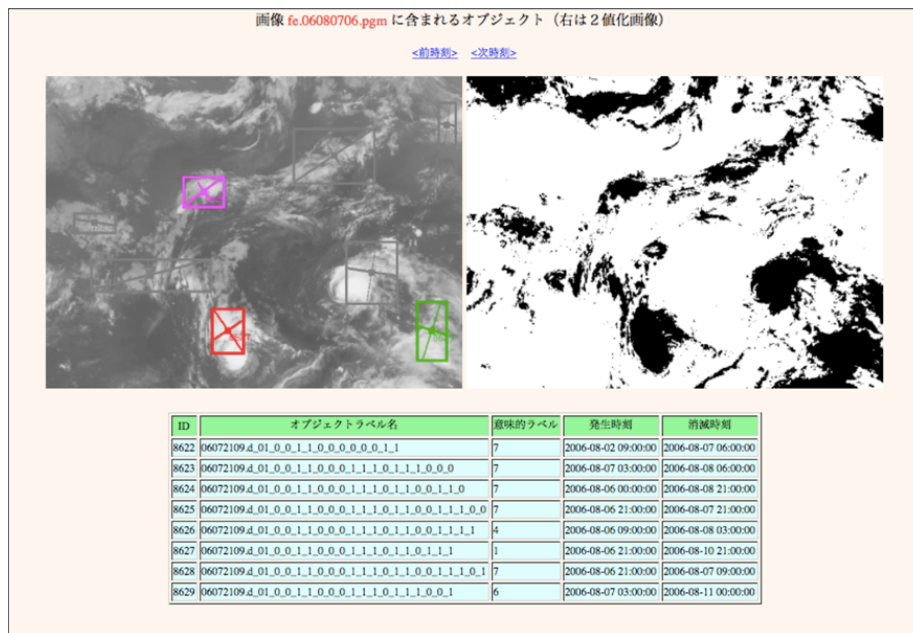 画像 fe.06080706.pgm に含まれるオブジェクト（右は２値化画像）
<前時刻> <次時刻>
ID オブジェクトラベル名 意味的ラベル 発生時刻 消滅時刻
8622 06072109.d_01_0_0_1_1_0_0_0_0_0_0_1_1 7 2006-08-02 09:00:00 2006-08-07 06:00:00
8623 06072109.d_01_0_0_1_1_0_0_0_1_1_1_0_1_1_1_0_0_0 7 2006-08-07 03:00:00 2006-08-08 06:00:00
8624 06072109.d_01_0_0_1_1_0_0_0_1_1_1_0_1_1_0_0_1_1_0 7 2006-08-06 00:00:00 2006-08-08 21:00:00
8625 06072109.d_01_0_0_1_1_0_0_0_1_1_1_0_1_1_0_0_1_1_1_0_0 7 2006-08-06 21:00:00 2006-08-07 21:00:00
8626 06072109.d_01_0_0_1_1_0_0_0_1_1_1_0_1_1_0_0_1_1_1_1 4 2006-08-06 09:00:00 2006-08-08 03:00:00
8627 06072109.d_01_0_0_1_1_0_0_0_1_1_1_0_1_1_0_1_1_1 1 2006-08-06 21:00:00 2006-08-10 21:00:00
8628 06072109.d_01_0_0_1_1_0_0_0_1_1_1_0_1_1_0_0_1_1_1_0_1 7 2006-08-06 21:00:00 2006-08-07 09:00:00
8629 06072109.d_01_0_0_1_1_0_0_0_1_1_1_0_1_1_1_0_0_1 6 2006-08-07 03:00:00 2006-08-11 00:00:00